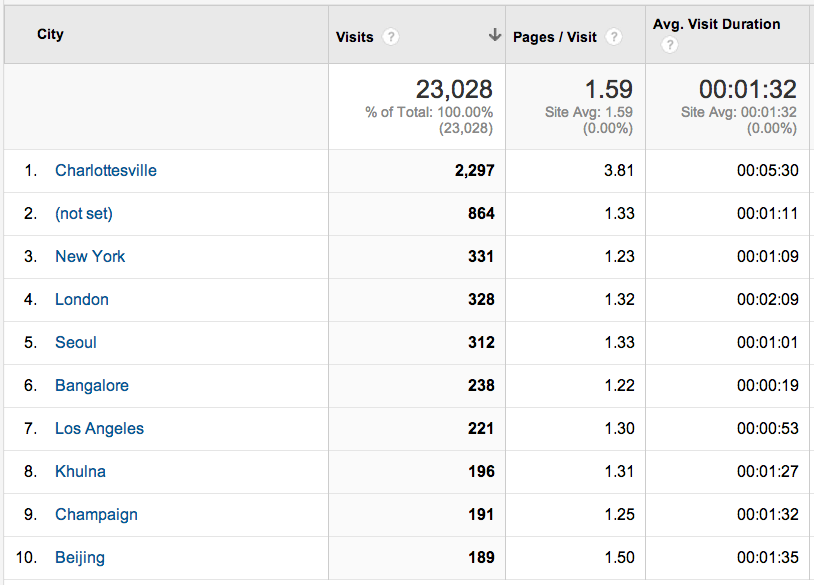 City Visits ? Pages / Visit ? Avg. Visit Duration ?
23,028 1.59 00:01:32
% of Total: 100.00% Site Avg: 1.59 Site Avg: 00:01:32
(23,028) (0.00%) (0.00%)
1. Charlottesville 2,297 3.81 00:05:30
2. (not set) 864 1.33 00:01:11
3. New York 331 1.23 00:01:09
4. London 328 1.32 00:02:09
5. Seoul 312 1.33 00:01:01
6. Bangalore 238 1.22 00:00:19
7. Los Angeles 221 1.30 00:00:53
8. Khulna 196 1.31 00:01:27
9. Champaign 191 1.25 00:01:32
10. Beijing 189 1.50 00:01:35